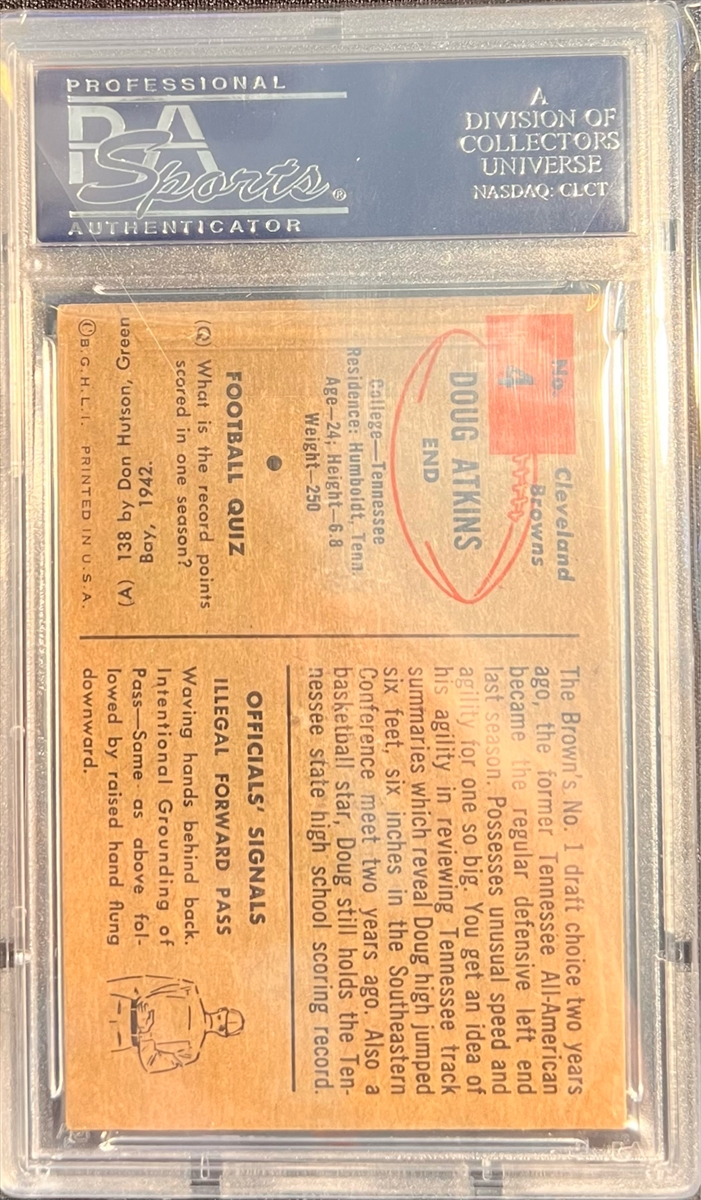 PROFESSIONAL
PSA
Sports®
AUTHENTICATOR
A
DIVISION OF
COLLECTORS
UNIVERSE
NASDAQ: CLCT
No.
4
Cleveland
Browns
DOUG ATKINS
END
College—Tennessee
Residence: Humboldt, Tenn.
Age—24; Height—6.8
Weight—250
FOOTBALL QUIZ
(Q) What is the record points
scored in one season?
(A) 138 by Don Hutson, Green
Bay, 1942.
©B.G.H.L.I. PRINTED IN U.S.A.
The Brown's No. 1 draft choice two years
ago, the former Tennessee All-American
became the regular defensive left end
last season. Possesses unusual speed and
agility for one so big. You get an idea of
his agility in reviewing Tennessee track
summaries which reveal Doug high jumped
six feet, six inches in the Southeastern
Conference meet two years ago. Also a
basketball star, Doug still holds the Ten-
nessee state high school scoring record.
OFFICIALS' SIGNALS
ILLEGAL FORWARD PASS
Waving hands behind back.
Intentional Grounding of
Pass—Same as above fol-
lowed by raised hand flung
downward.